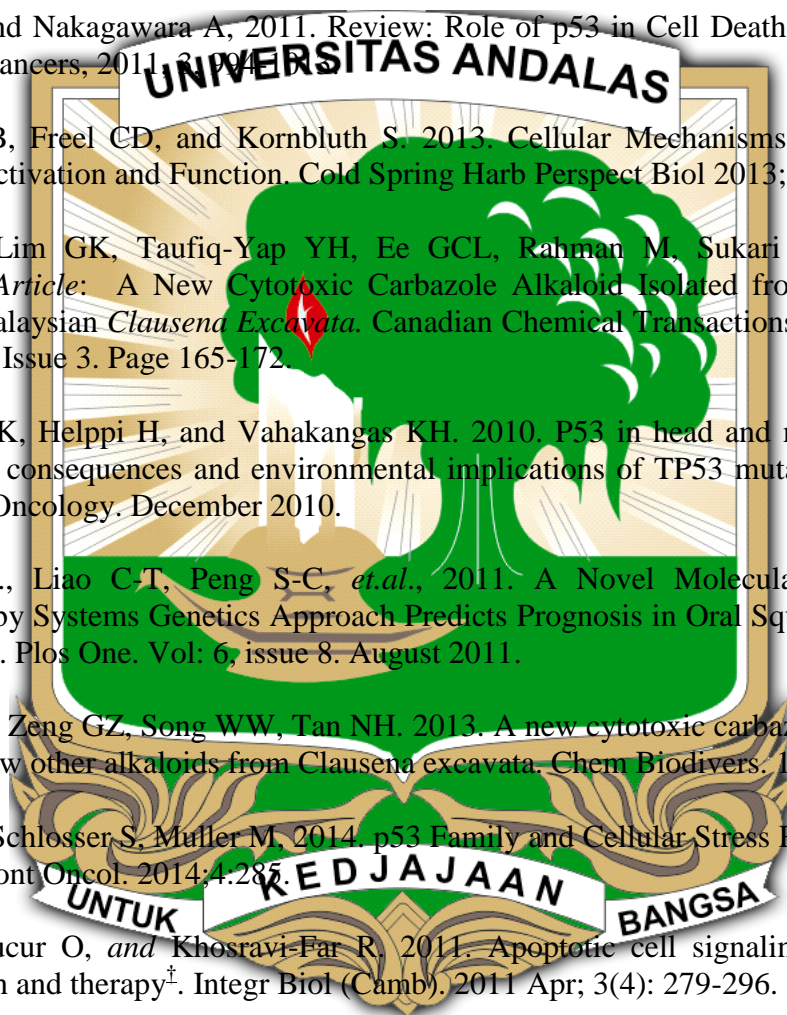 nd Nakagawara A, 2011. Review: Role of p53 in Cell Death
UNIVERSITAS ANDALAS
ancers, 2011, 3, 994-1013.
3, Freel CD, and Kornbluth S. 2013. Cellular Mechanisms
ctivation and Function. Cold Spring Harb Perspect Biol 2013;
Lim GK, Taufiq-Yap YH, Ee GCL, Rahman M, Sukari
Article: A New Cytotoxic Carbazole Alkaloid Isolated fro
alaysian Clausena Excavata. Canadian Chemical Transactions
Issue 3. Page 165-172.
K, Helppi H, and Vahakangas KH. 2010. P53 in head and n
consequences and environmental implications of TP53 muta
Oncology. December 2010.
., Liao C-T, Peng S-C, et.al., 2011. A Novel Molecula
by Systems Genetics Approach Predicts Prognosis in Oral Squ
. Plos One. Vol: 6, issue 8. August 2011.
Zeng GZ, Song WW, Tan NH. 2013. A new cytotoxic carbaz
w other alkaloids from Clausena excavata. Chem Biodivers. 1
Schlosser S, Muller M, 2014. p53 Family and Cellular Stress
ont Oncol. 2014;4:285.
UNTUK KEDJAJAAN BANGSA
ucur O, and Khosravi-Far R. 2011. Apoptotic cell signalin
n and therapy†. Integr Biol (Camb). 2011 Apr; 3(4): 279-296.